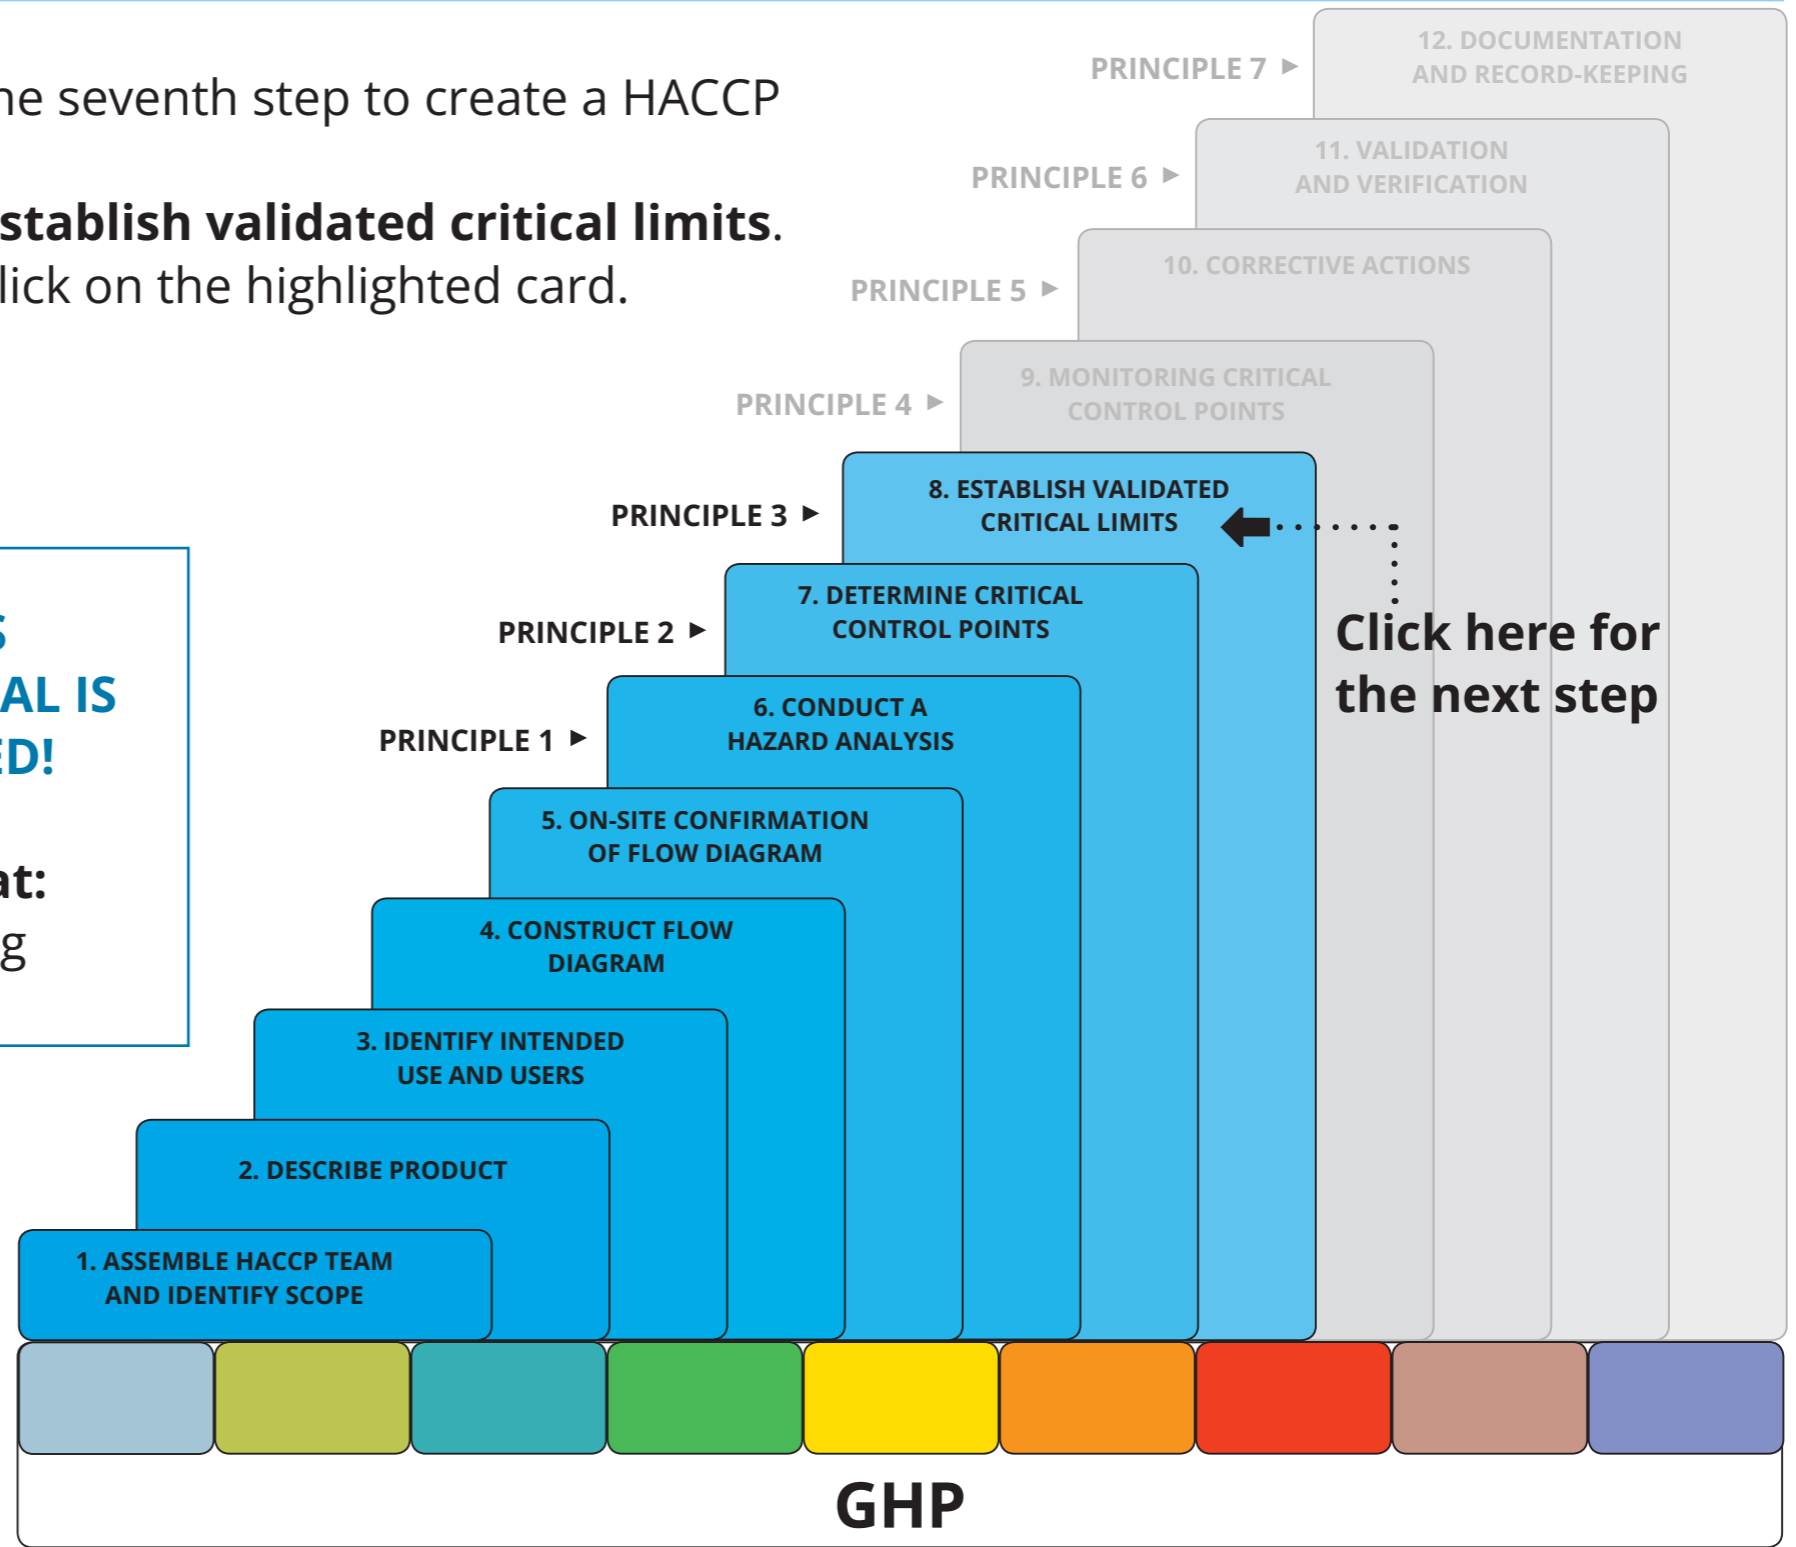 he seventh step to create a HACCP
stablish validated critical limits.
lick on the highlighted card.
S
AL IS
ED!
at:
g
PRINCIPLE 7 ►
12. DOCUMENTATION
AND RECORD-KEEPING
PRINCIPLE 6 ►
11. VALIDATION
AND VERIFICATION
PRINCIPLE 5 ►
10. CORRECTIVE ACTIONS
PRINCIPLE 4 ►
9. MONITORING CRITICAL
CONTROL POINTS
PRINCIPLE 3 ►
8. ESTABLISH VALIDATED
CRITICAL LIMITS
Click here for
the next step
PRINCIPLE 2 ►
7. DETERMINE CRITICAL
CONTROL POINTS
PRINCIPLE 1 ►
6. CONDUCT A
HAZARD ANALYSIS
5. ON-SITE CONFIRMATION
OF FLOW DIAGRAM
4. CONSTRUCT FLOW
DIAGRAM
3. IDENTIFY INTENDED
USE AND USERS
2. DESCRIBE PRODUCT
1. ASSEMBLE HACCP TEAM
AND IDENTIFY SCOPE
GHP